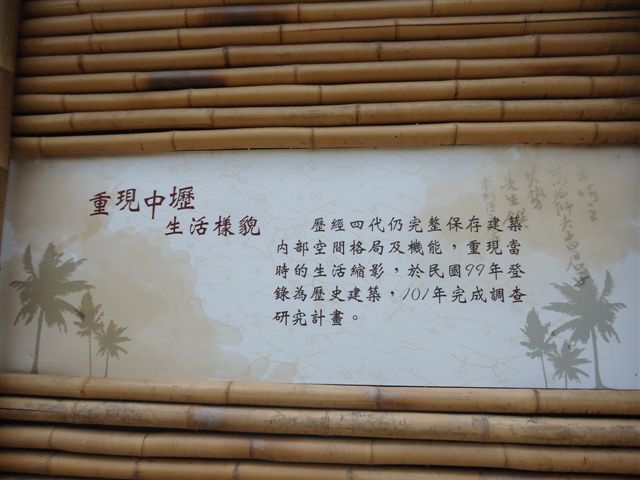 重現中壢
生活樣貌
歷經四代仍完整保存建築
內部空間格局及機能，重現當
時的生活縮影，於民國99年登
錄為歷史建築，101年完成調查
研究計畫。